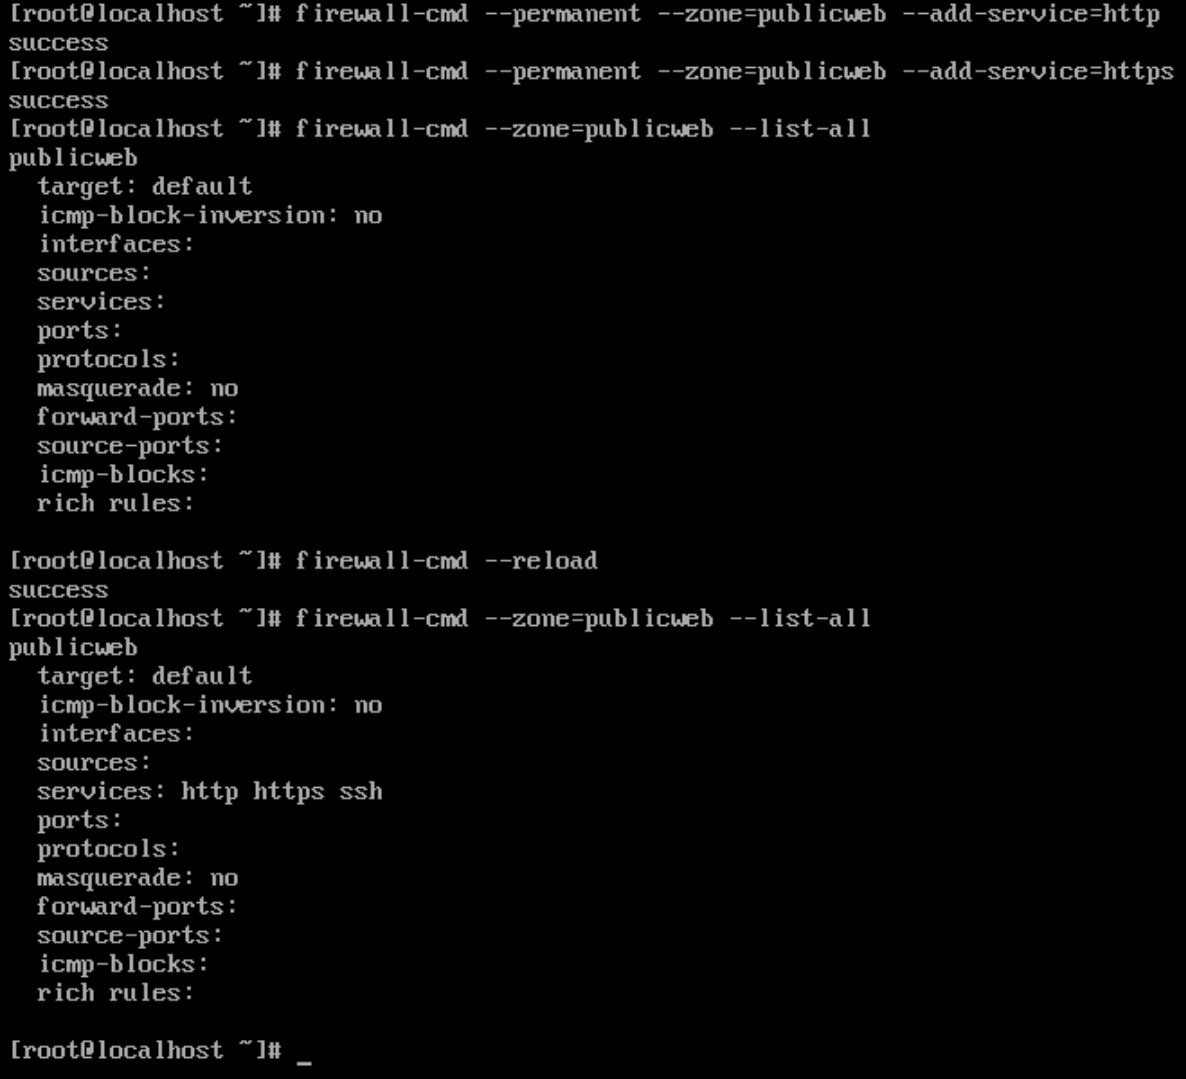 [root@localhost ~]# firewall-cmd --permanent --zone=publicweb --add-service=http
success
[root@localhost ~]# firewall-cmd --permanent --zone=publicweb --add-service=https
success
[root@localhost ~]# firewall-cmd --zone=publicweb --list-all
publicweb
  target: default
  icmp-block-inversion: no
  interfaces:
  sources:
  services:
  ports:
  protocols:
  masquerade: no
  forward-ports:
  source-ports:
  icmp-blocks:
  rich rules:

[root@localhost ~]# firewall-cmd --reload
success
[root@localhost ~]# firewall-cmd --zone=publicweb --list-all
publicweb
  target: default
  icmp-block-inversion: no
  interfaces:
  sources:
  services: http https ssh
  ports:
  protocols:
  masquerade: no
  forward-ports:
  source-ports:
  icmp-blocks:
  rich rules:

[root@localhost ~]# _